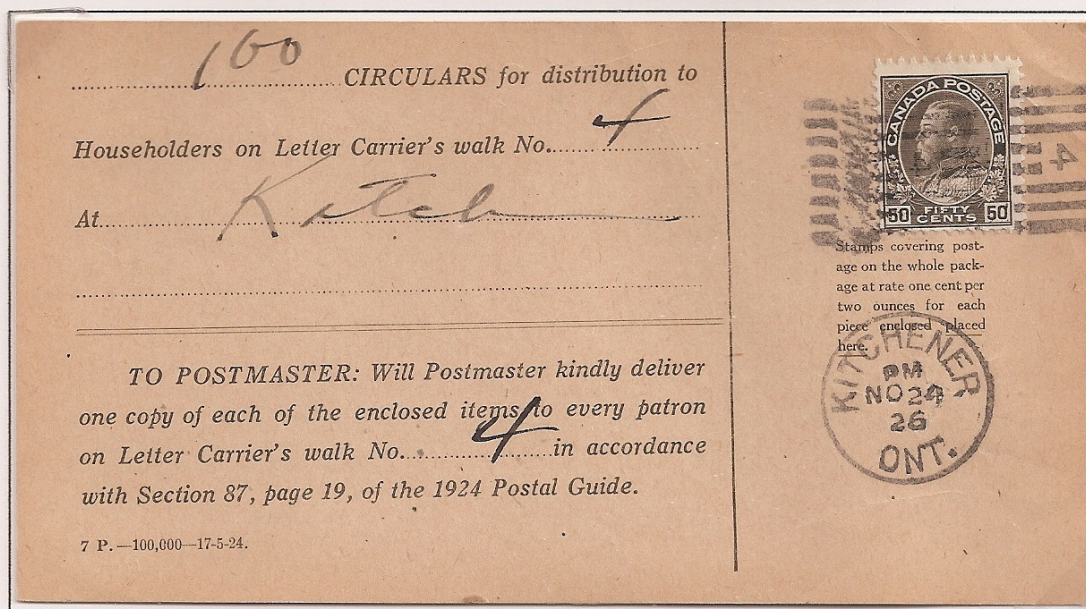 100 CIRCULARS for distribution to
Householders on Letter Carrier's walk No. 4
At Kitch
TO POSTMASTER: Will Postmaster kindly deliver
one copy of each of the enclosed items to every patron
on Letter Carrier's walk No. 4 in accordance
with Section 87, page 19, of the 1924 Postal Guide.
7 P.—100,000—17-5-24.
CANADA POSTAGE
50 FIFTY CENTS 50
4
Stamps covering post-
age on the whole pack-
age at rate one cent per
two ounces for each
piece enclosed placed
here.
KITCHENER
PM
NO 24
26
ONT.